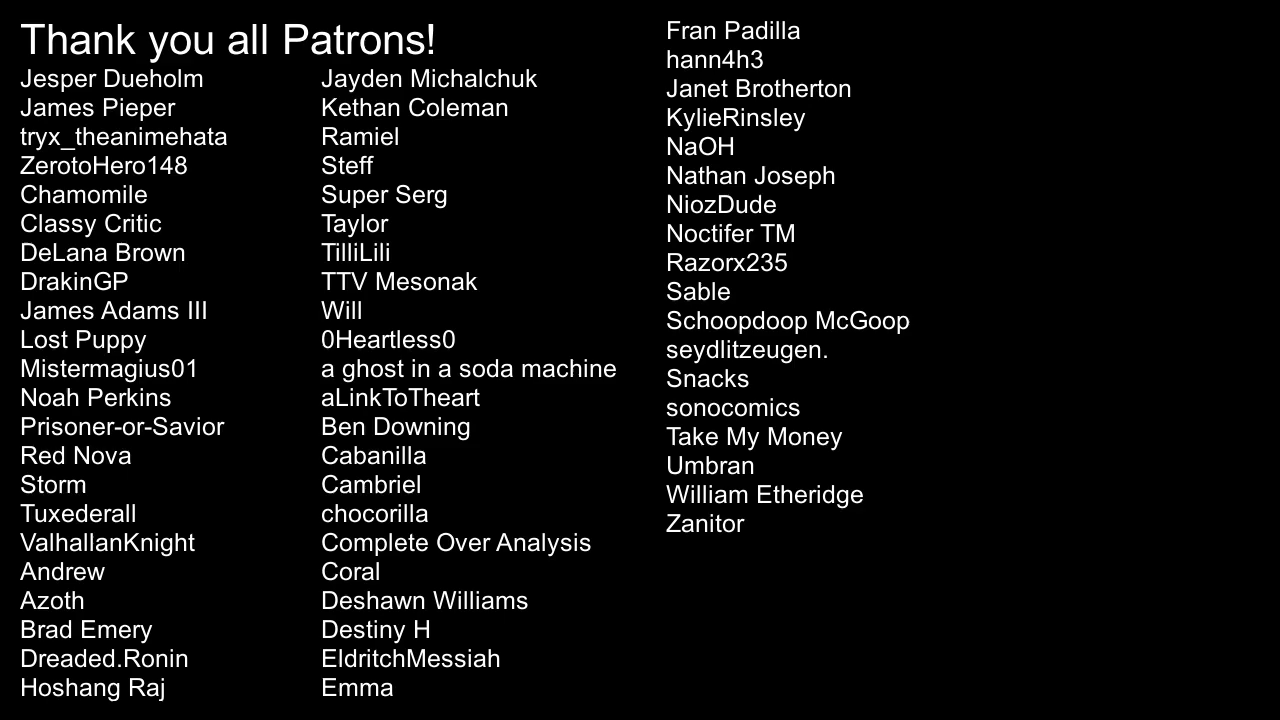 Thank you all Patrons!
Jesper Dueholm
James Pieper
tryx_theanimehata
ZerotoHero148
Chamomile
Classy Critic
DeLana Brown
DrakinGP
James Adams III
Lost Puppy
Mistermagius01
Noah Perkins
Prisoner-or-Savior
Red Nova
Storm
Tuxederall
ValhallanKnight
Andrew
Azoth
Brad Emery
Dreaded.Ronin
Hoshang Raj
Jayden Michalchuk
Kethan Coleman
Ramiel
Steff
Super Serg
Taylor
TilliLili
TTV Mesonak
Will
0Heartless0
a ghost in a soda machine
aLinkToTheart
Ben Downing
Cabanilla
Cambriel
chocorilla
Complete Over Analysis
Coral
Deshawn Williams
Destiny H
EldritchMessiah
Emma
Fran Padilla
hann4h3
Janet Brotherton
KylieRinsley
NaOH
Nathan Joseph
NiozDude
Noctifer TM
Razorx235
Sable
Schoopdoop McGoop
seydlitzeugen.
Snacks
sonocomics
Take My Money
Umbran
William Etheridge
Zanitor